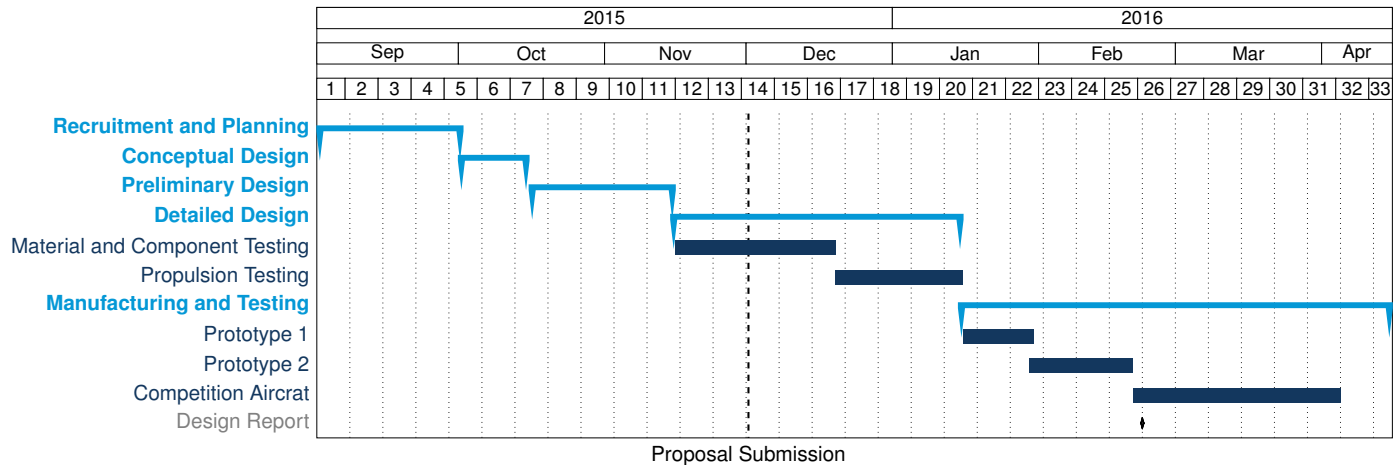 2015 2016
Sep Oct Nov Dec Jan Feb Mar Apr
1 2 3 4 5 6 7 8 9 10 11 12 13 14 15 16 17 18 19 20 21 22 23 24 25 26 27 28 29 30 31 32 33
Recruitment and Planning
Conceptual Design
Preliminary Design
Detailed Design
Material and Component Testing
Propulsion Testing
Manufacturing and Testing
Prototype 1
Prototype 2
Competition Aircrat
Design Report
Proposal Submission